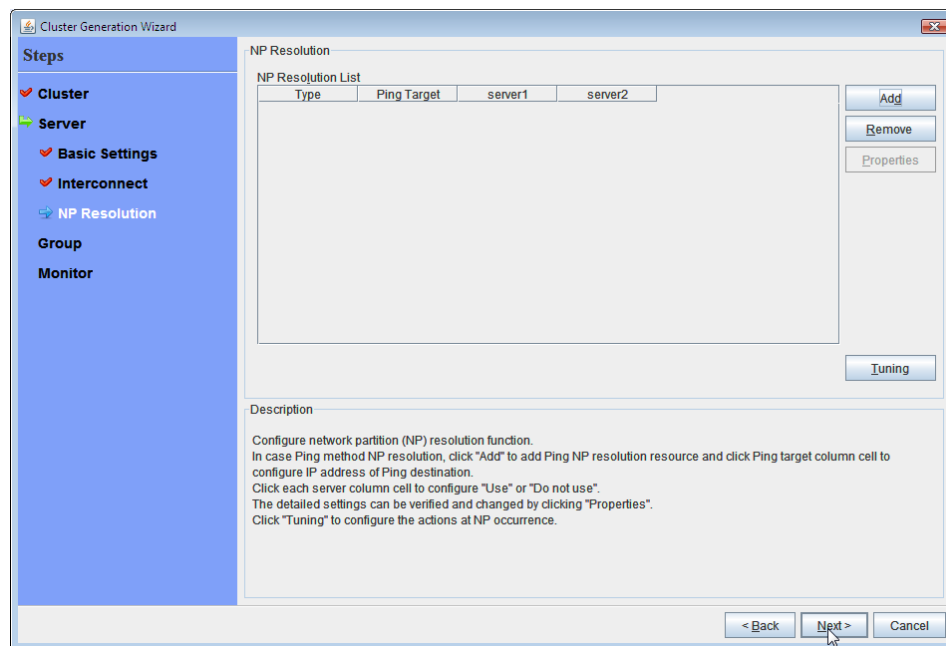 Cluster Generation Wizard
Steps
Cluster
Server
Basic Settings
Interconnect
NP Resolution
Group
Monitor
NP Resolution
NP Resolution List
Type Ping Target server1 server2
Add
Remove
Properties
Tuning
Description
Configure network partition (NP) resolution function.
In case Ping method NP resolution, click "Add" to add Ping NP resolution resource and click Ping target column cell to
configure IP address of Ping destination.
Click each server column cell to configure "Use" or "Do not use".
The detailed settings can be verified and changed by clicking "Properties".
Click "Tuning" to configure the actions at NP occurrence.
< Back Next > Cancel